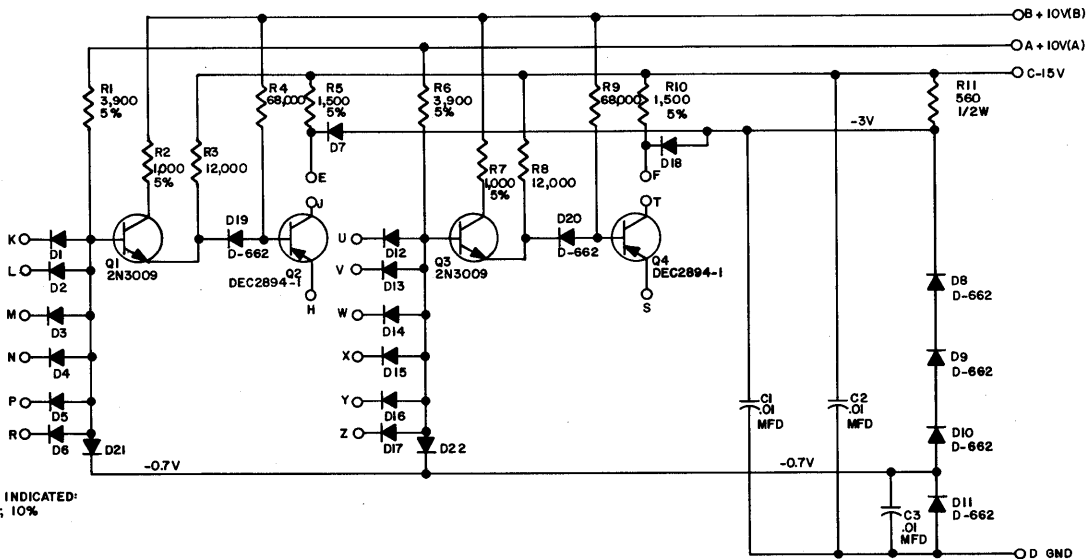 B+10V(B)
A+10V(A)
C-15V
R1
3,900
5%
R2
1,000
5%
R3
12,000
R4
68,000
R5
1,500
5%
D7
R6
3,900
5%
R7
1,000
5%
R8
12,000
R9
68,000
R10
1,500
5%
D18
R11
560
1/2W
-3V
E
J
F
T
K
D1
L
D2
M
D3
N
D4
P
D5
R
D6
D21
Q1
2N3009
D19
D-662
Q2
DEC2894-1
H
U
D12
V
D13
W
D14
X
D15
Y
D16
Z
D17
D22
Q3
2N3009
D20
D-662
Q4
DEC2894-1
S
D8
D-662
D9
D-662
D10
D-662
D11
D-662
C1
.01
MFD
C2
.01
MFD
C3
.01
MFD
-0.7V
-0.7V
INDICATED:
; 10%
D GND